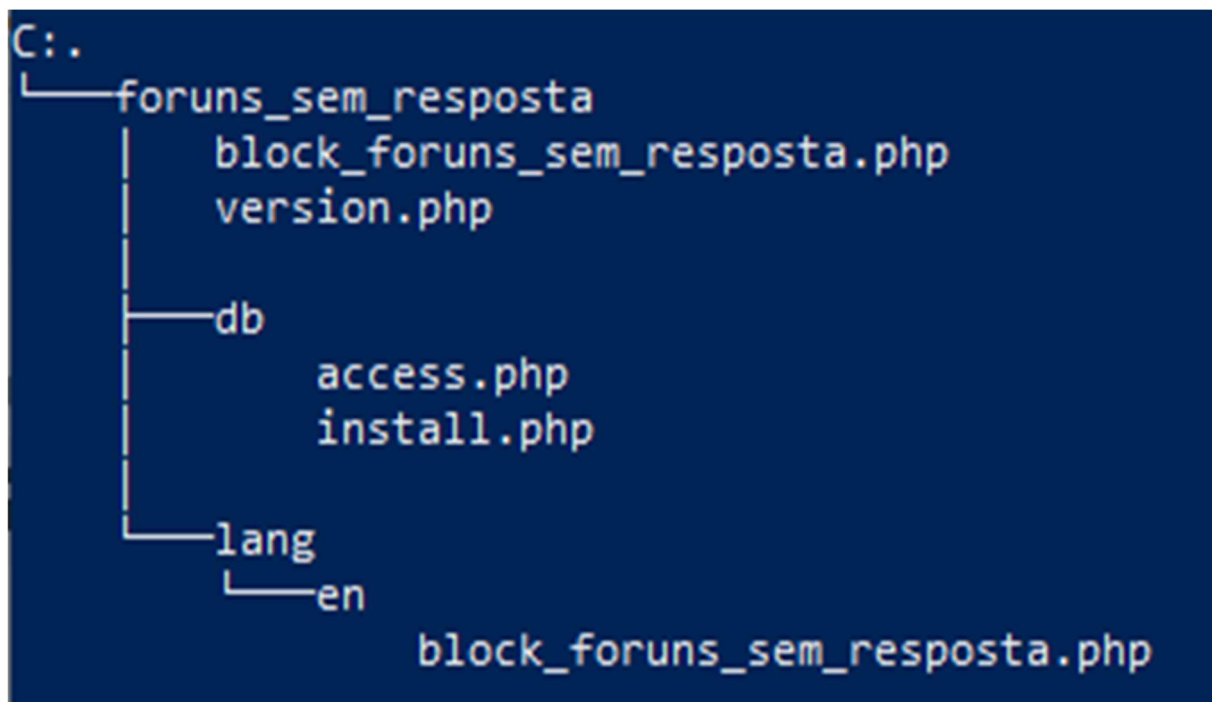 C:.
└───foruns_sem_resposta
    │   block_foruns_sem_resposta.php
    │   version.php
    │
    ├───db
    │       access.php
    │       install.php
    │
    └───lang
        └───en
                block_foruns_sem_resposta.php